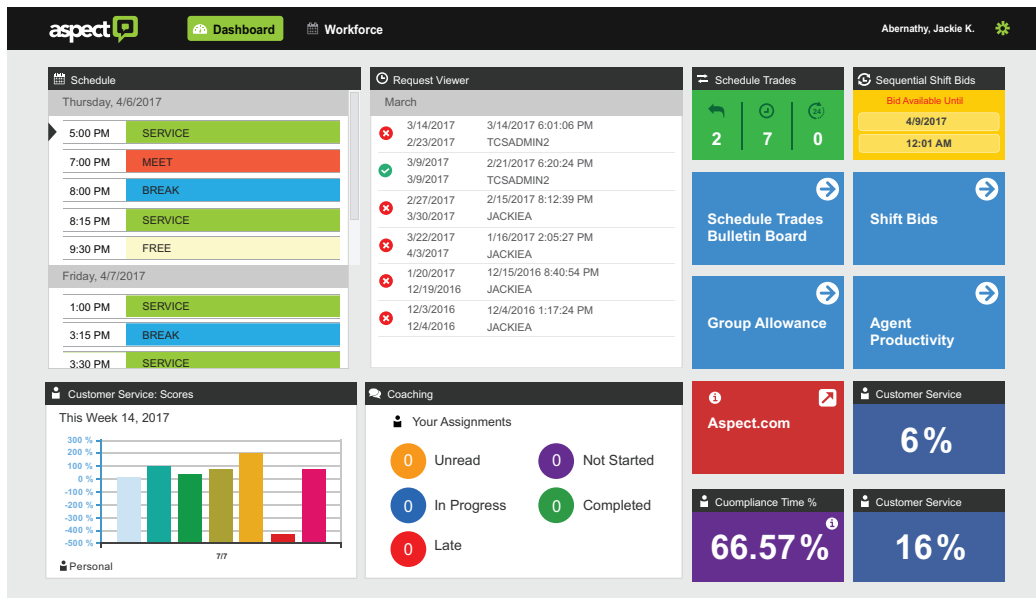 aspect
Dashboard
Workforce
Abernathy, Jackie K.
Schedule
Thursday, 4/6/2017
5:00 PM SERVICE
7:00 PM MEET
8:00 PM BREAK
8:15 PM SERVICE
9:30 PM FREE
Friday, 4/7/2017
1:00 PM SERVICE
3:15 PM BREAK
3:30 PM SERVICE
Request Viewer
March
3/14/2017 3/14/2017 6:01:06 PM
2/23/2017 TCSADMIN2
3/9/2017 2/21/2017 6:20:24 PM
3/9/2017 TCSADMIN2
2/27/2017 2/15/2017 8:12:39 PM
3/30/2017 JACKIEA
3/22/2017 1/16/2017 2:05:27 PM
4/3/2017 JACKIEA
1/20/2017 12/15/2016 8:40:54 PM
12/19/2016 JACKIEA
12/3/2016 12/4/2016 1:17:24 PM
12/4/2016 JACKIEA
Schedule Trades
24
2 7 0
Sequential Shift Bids
Bid Available Until
4/9/2017
12:01 AM
Schedule Trades
Bulletin Board
Shift Bids
Group Allowance
Agent
Productivity
Customer Service: Scores
This Week 14, 2017
300 %
200 %
100 %
0 %
-100 %
-200 %
-300 %
-400 %
-500 %
7/7
Personal
Coaching
Your Assignments
0 Unread
0 Not Started
0 In Progress
0 Completed
0 Late
Aspect.com
Customer Service
6%
Cuompliance Time %
66.57%
Customer Service
16%